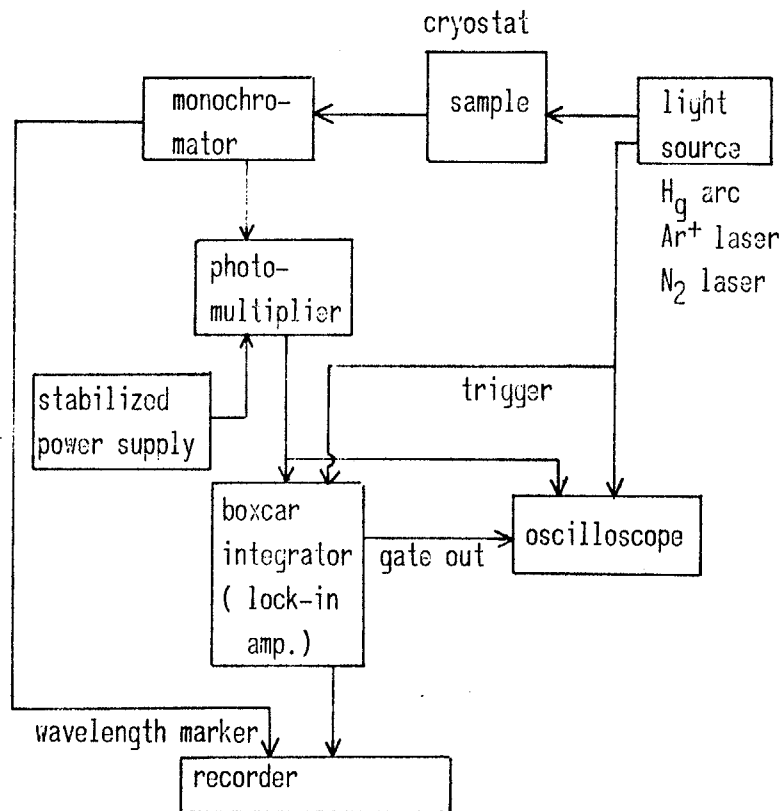 cryostat
monochro-
mator
sample
light
source
Hg arc
Ar+ laser
N2 laser
photo-
multiplier
trigger
stabilized
power supply
boxcar
integrator
( lock-in
amp.)
gate out
oscilloscope
wavelength marker
recorder